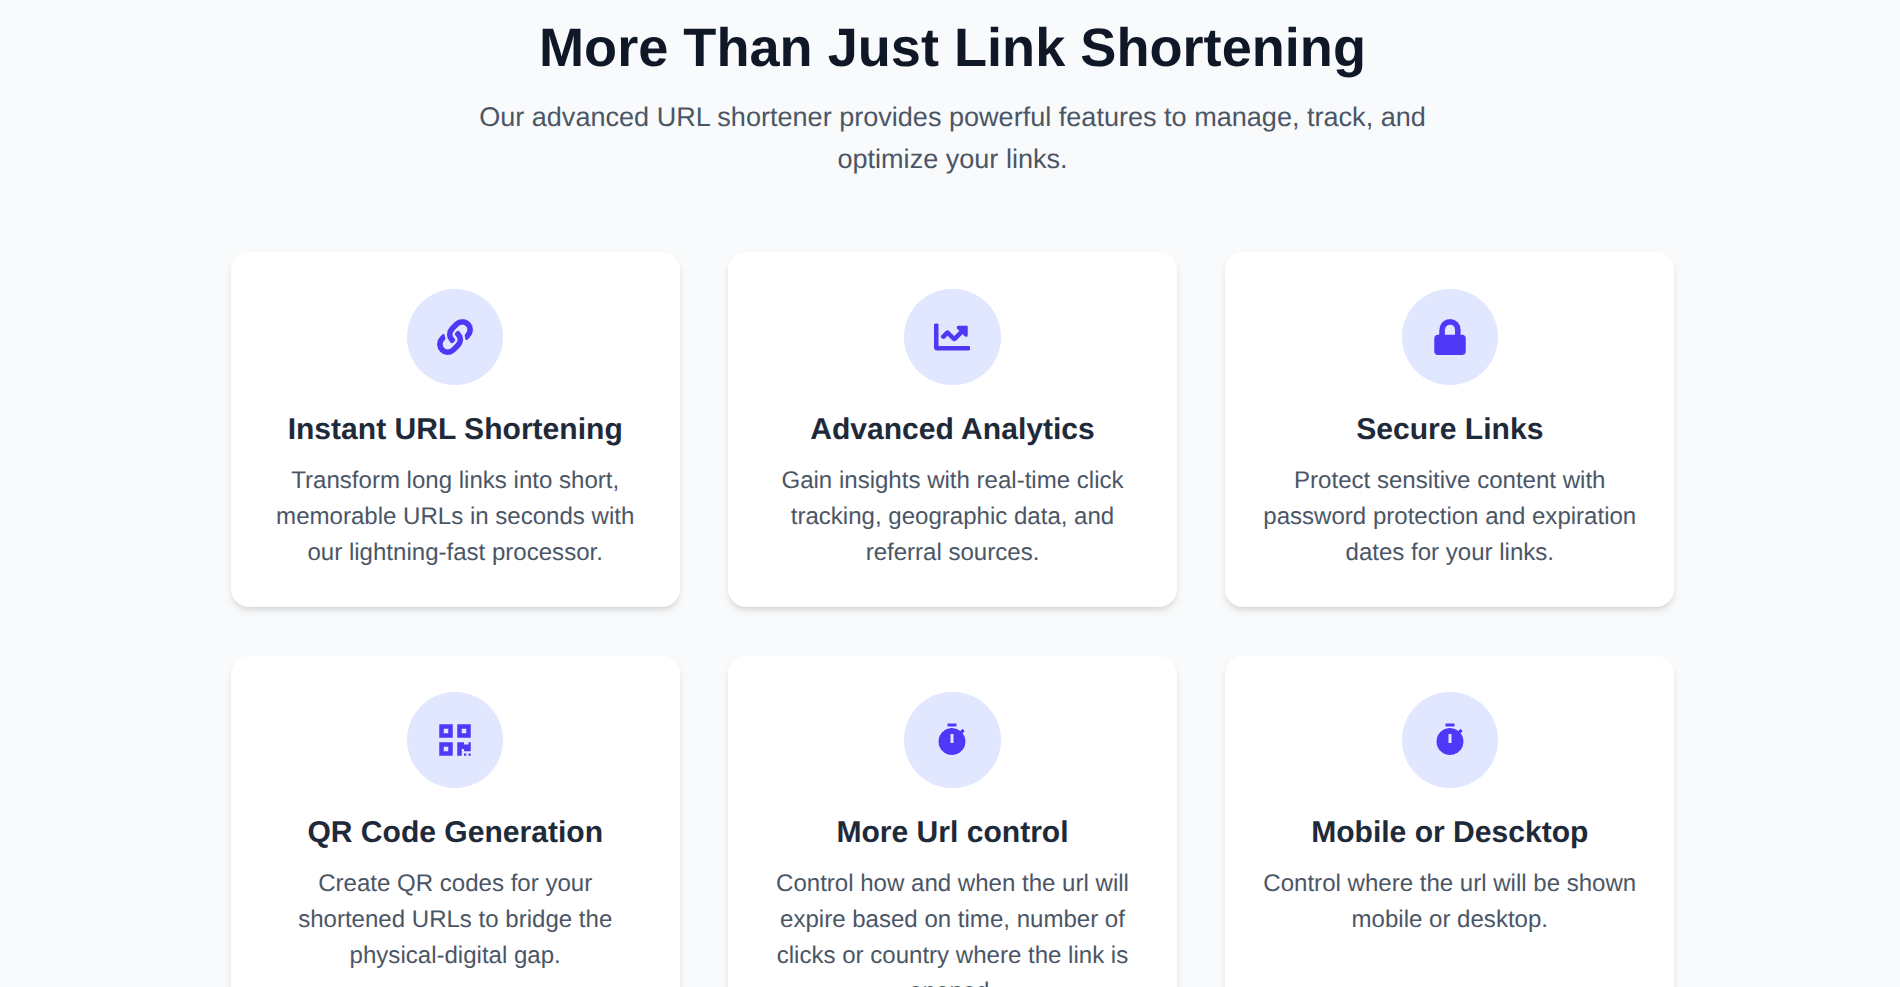 More Than Just Link Shortening
Our advanced URL shortener provides powerful features to manage, track, and
optimize your links.
Instant URL Shortening
Transform long links into short,
memorable URLs in seconds with
our lightning-fast processor.
Advanced Analytics
Gain insights with real-time click
tracking, geographic data, and
referral sources.
Secure Links
Protect sensitive content with
password protection and expiration
dates for your links.
QR Code Generation
Create QR codes for your
shortened URLs to bridge the
physical-digital gap.
More Url control
Control how and when the url will
expire based on time, number of
clicks or country where the link is
Mobile or Descktop
Control where the url will be shown
mobile or desktop.